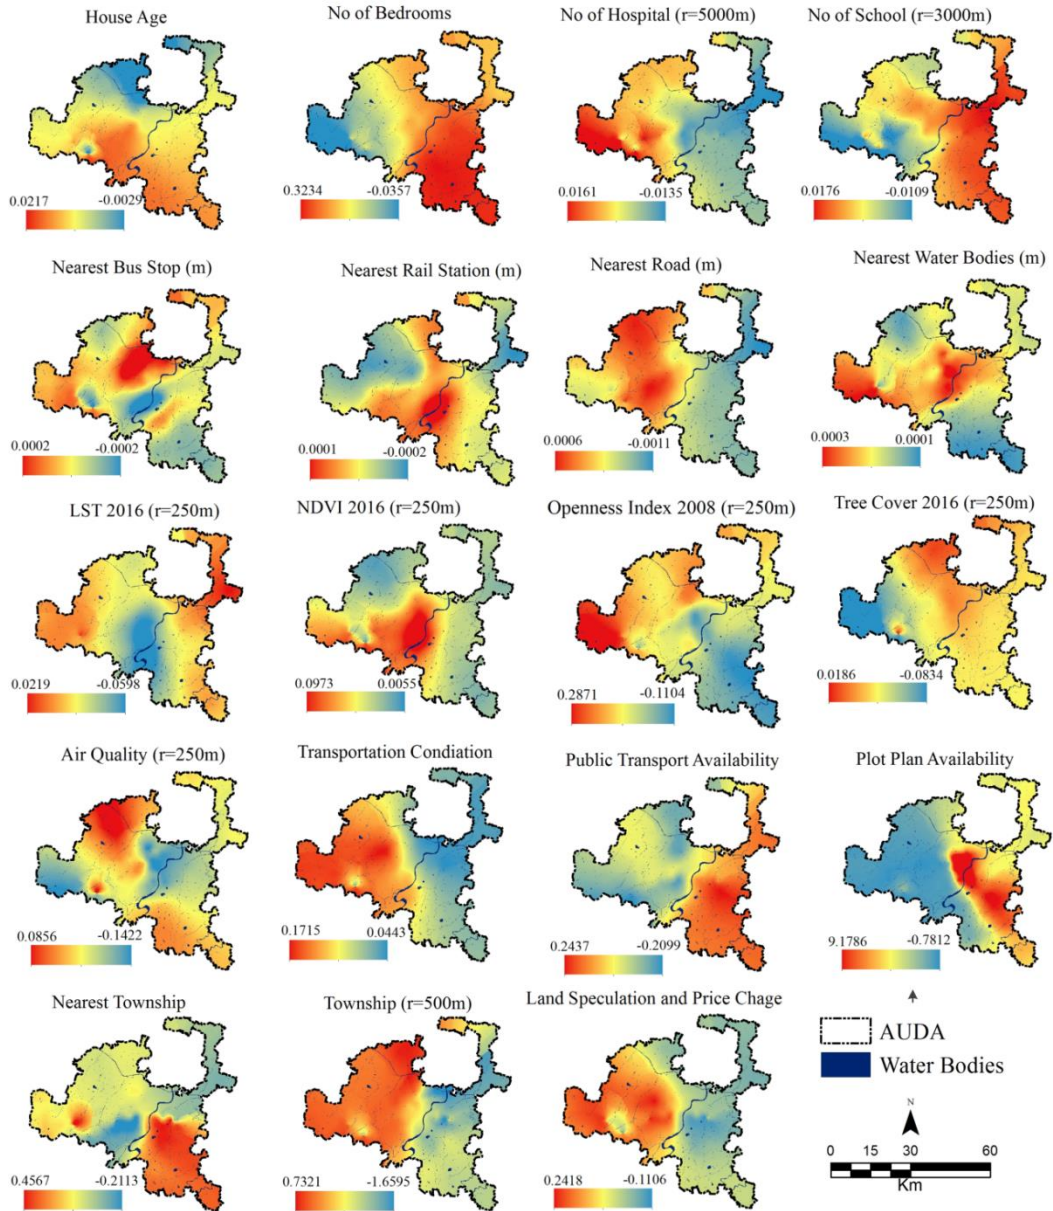 House Age
No of Bedrooms
No of Hospital (r=5000m)
No of School (r=3000m)
0.0217 -0.0029
0.3234 -0.0357
0.0161 -0.0135
0.0176 -0.0109
Nearest Bus Stop (m)
Nearest Rail Station (m)
Nearest Road (m)
Nearest Water Bodies (m)
0.0002 -0.0002
0.0001 -0.0002
0.0006 -0.0011
0.0003 0.0001
LST 2016 (r=250m)
NDVI 2016 (r=250m)
Openness Index 2008 (r=250m)
Tree Cover 2016 (r=250m)
0.0219 -0.0598
0.0973 0.0055
0.2871 -0.1104
0.0186 -0.0834
Air Quality (r=250m)
Transportation Condiation
Public Transport Availability
Plot Plan Availability
0.0856 -0.1422
0.1715 0.0443
0.2437 -0.2099
9.1786 -0.7812
Nearest Township
Township (r=500m)
Land Speculation and Price Chage
AUDA
Water Bodies
N
0.4567 -0.2113
0.7321 -1.6595
0.2418 -0.1106
0 15 30 60
Km